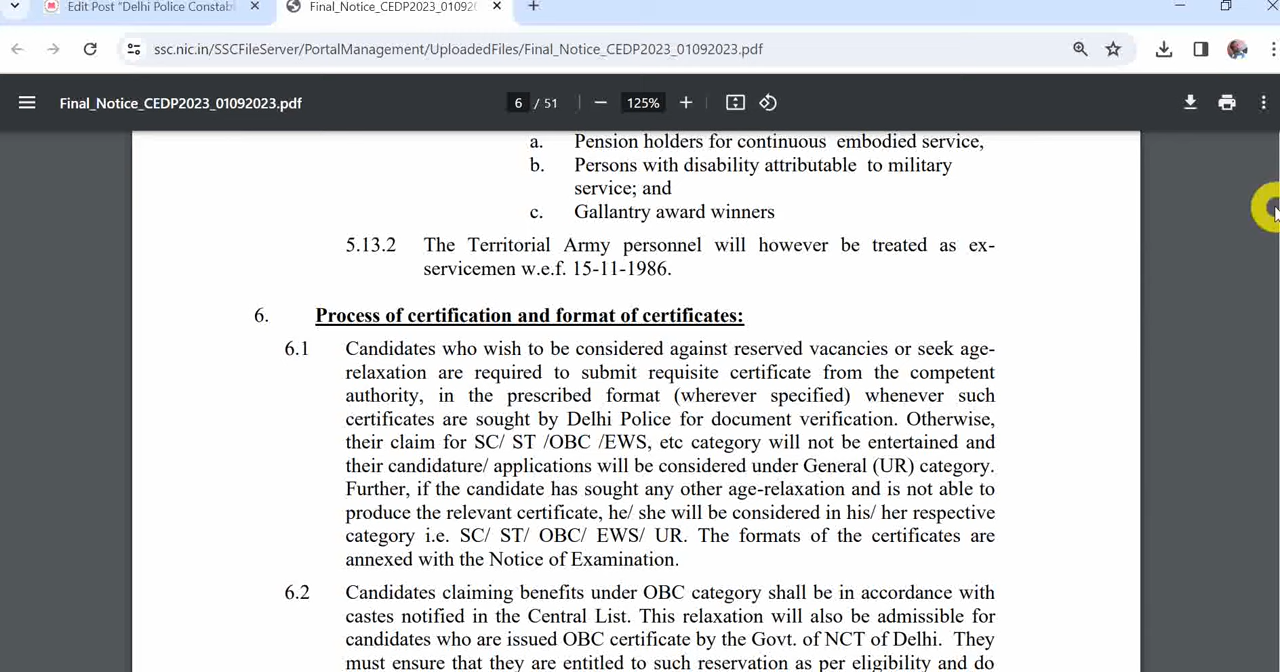 Edit Post "Delhi Police Constab
Final_Notice_CEDP2023_010920
ssc.nic.in/SSCFileServer/PortalManagement/UploadedFiles/Final_Notice_CEDP2023_01092023.pdf
Final_Notice_CEDP2023_01092023.pdf
6 / 51
125%
a. Pension holders for continuous embodied service,
b. Persons with disability attributable to military
service; and
c. Gallantry award winners
5.13.2 The Territorial Army personnel will however be treated as ex-
servicemen w.e.f. 15-11-1986.
6. Process of certification and format of certificates:
6.1 Candidates who wish to be considered against reserved vacancies or seek age-
relaxation are required to submit requisite certificate from the competent
authority, in the prescribed format (wherever specified) whenever such
certificates are sought by Delhi Police for document verification. Otherwise,
their claim for SC/ ST /OBC /EWS, etc category will not be entertained and
their candidature/ applications will be considered under General (UR) category.
Further, if the candidate has sought any other age-relaxation and is not able to
produce the relevant certificate, he/ she will be considered in his/ her respective
category i.e. SC/ ST/ OBC/ EWS/ UR. The formats of the certificates are
annexed with the Notice of Examination.
6.2 Candidates claiming benefits under OBC category shall be in accordance with
castes notified in the Central List. This relaxation will also be admissible for
candidates who are issued OBC certificate by the Govt. of NCT of Delhi. They
must ensure that they are entitled to such reservation as per eligibility and do